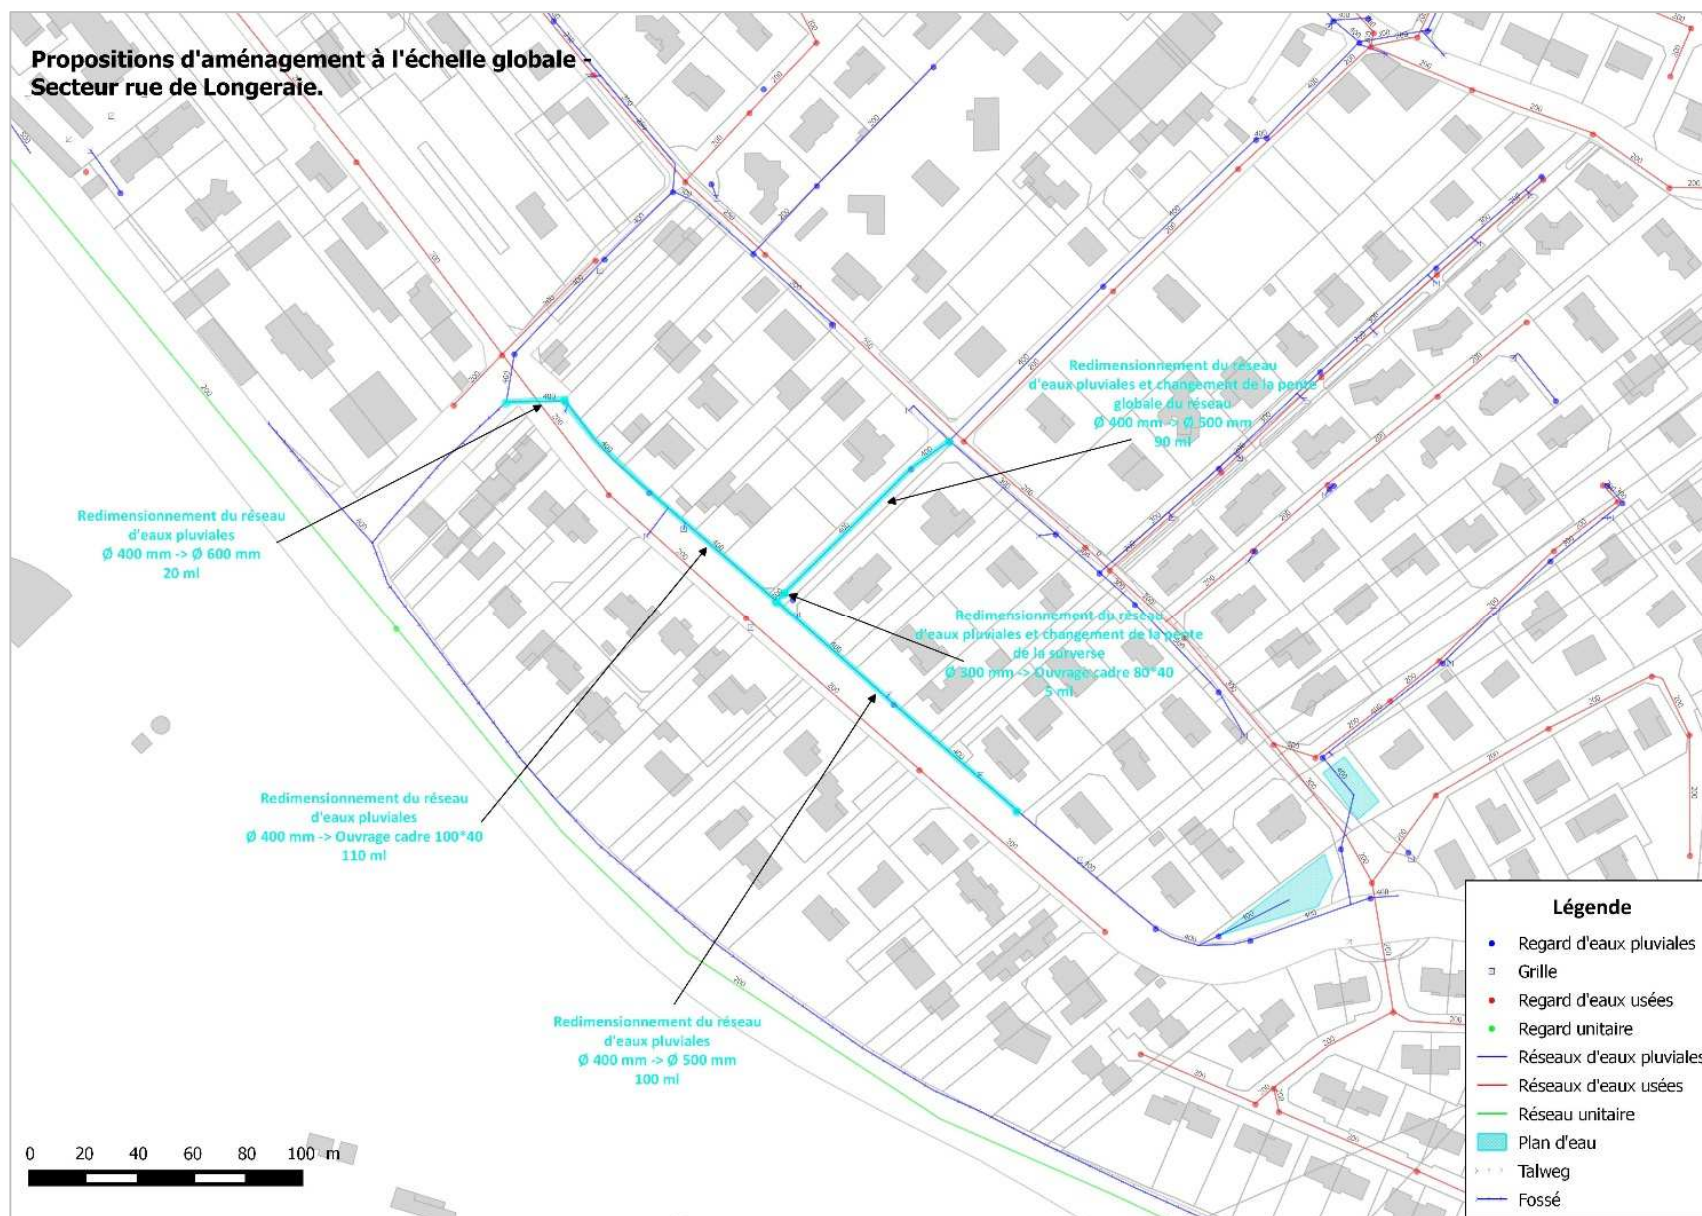 Propositions d'aménagement à l'échelle globale -
Secteur rue de Longeraie.
Redimensionnement du réseau
d'eaux pluviales et changement de la pente
globale du réseau
Ø 400 mm -> Ø 500 mm
90 ml
Redimensionnement du réseau
d'eaux pluviales
Ø 400 mm -> Ø 600 mm
20 ml
Redimensionnement du réseau
d'eaux pluviales et changement de la pente
de la surverse
Ø 300 mm -> Ouvrage cadre 80*40
5 ml
Redimensionnement du réseau
d'eaux pluviales
Ø 400 mm -> Ouvrage cadre 100*40
110 ml
Redimensionnement du réseau
d'eaux pluviales
Ø 400 mm -> Ø 500 mm
100 ml
Légende
Regard d'eaux pluviales
Grille
Regard d'eaux usées
Regard unitaire
Réseaux d'eaux pluviales
Réseaux d'eaux usées
Réseau unitaire
Plan d'eau
Talweg
Fossé
0 20 40 60 80 100 m